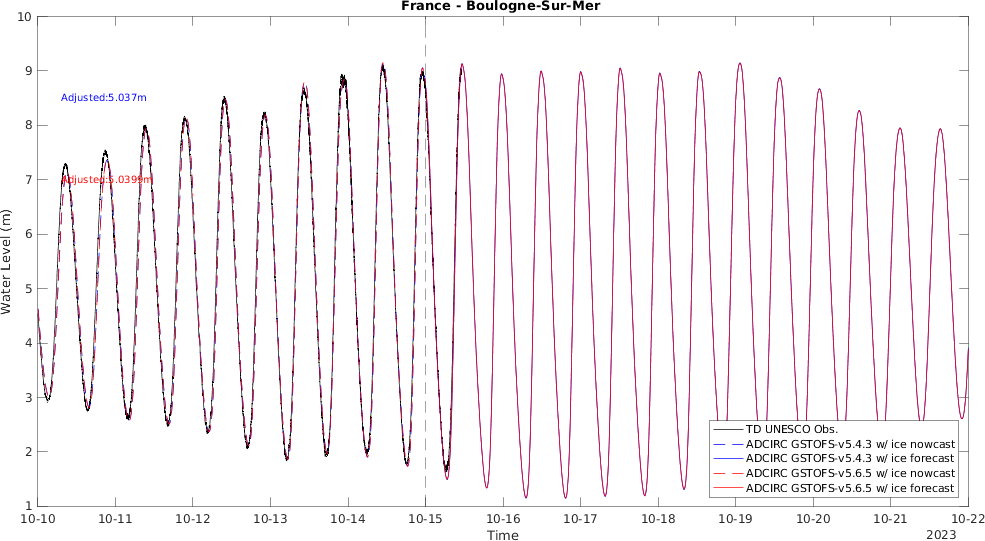 France - Boulogne-Sur-Mer
10
9
8
7
6
5
4
3
2
1
Water Level (m)
Adjusted:5.037m
Adjusted:5.0399m
TD UNESCO Obs.
ADCIRC GSTOFS-v5.4.3 w/ ice nowcast
ADCIRC GSTOFS-v5.4.3 w/ ice forecast
ADCIRC GSTOFS-v5.6.5 w/ ice nowcast
ADCIRC GSTOFS-v5.6.5 w/ ice forecast
10-10 10-11 10-12 10-13 10-14 10-15 10-16 10-17 10-18 10-19 10-20 10-21 10-22
Time
2023